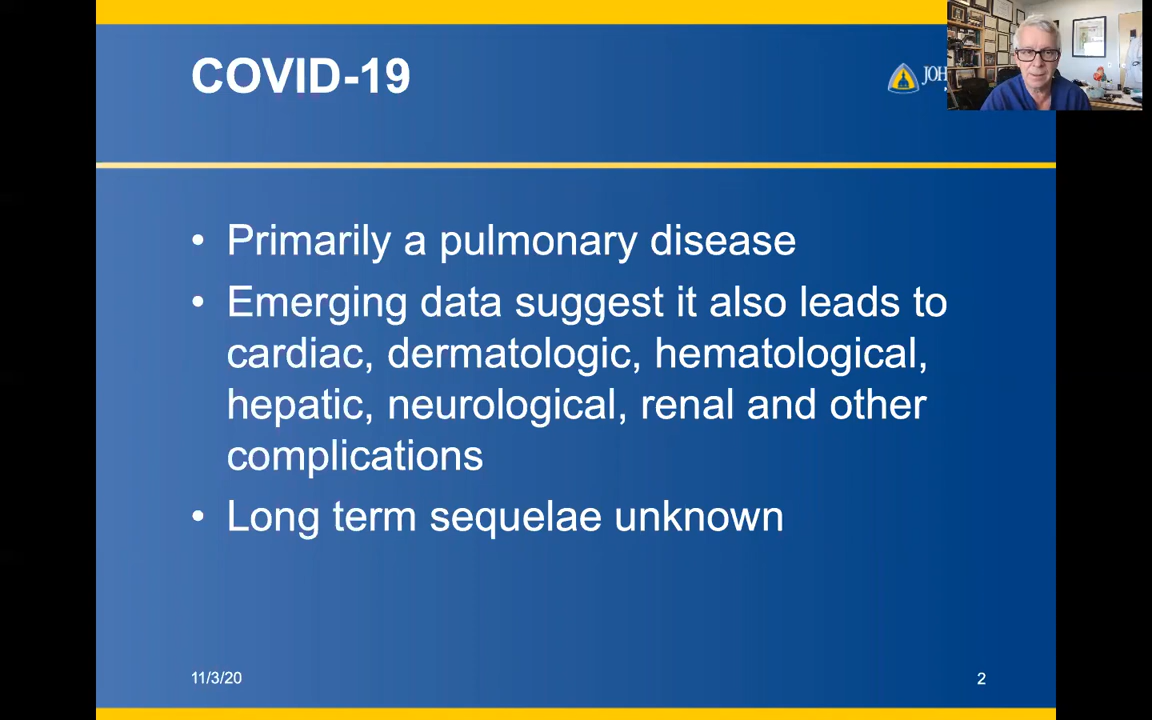 COVID-19
• Primarily a pulmonary disease
• Emerging data suggest it also leads to
cardiac, dermatologic, hematological,
hepatic, neurological, renal and other
complications
• Long term sequelae unknown
11/3/20
2